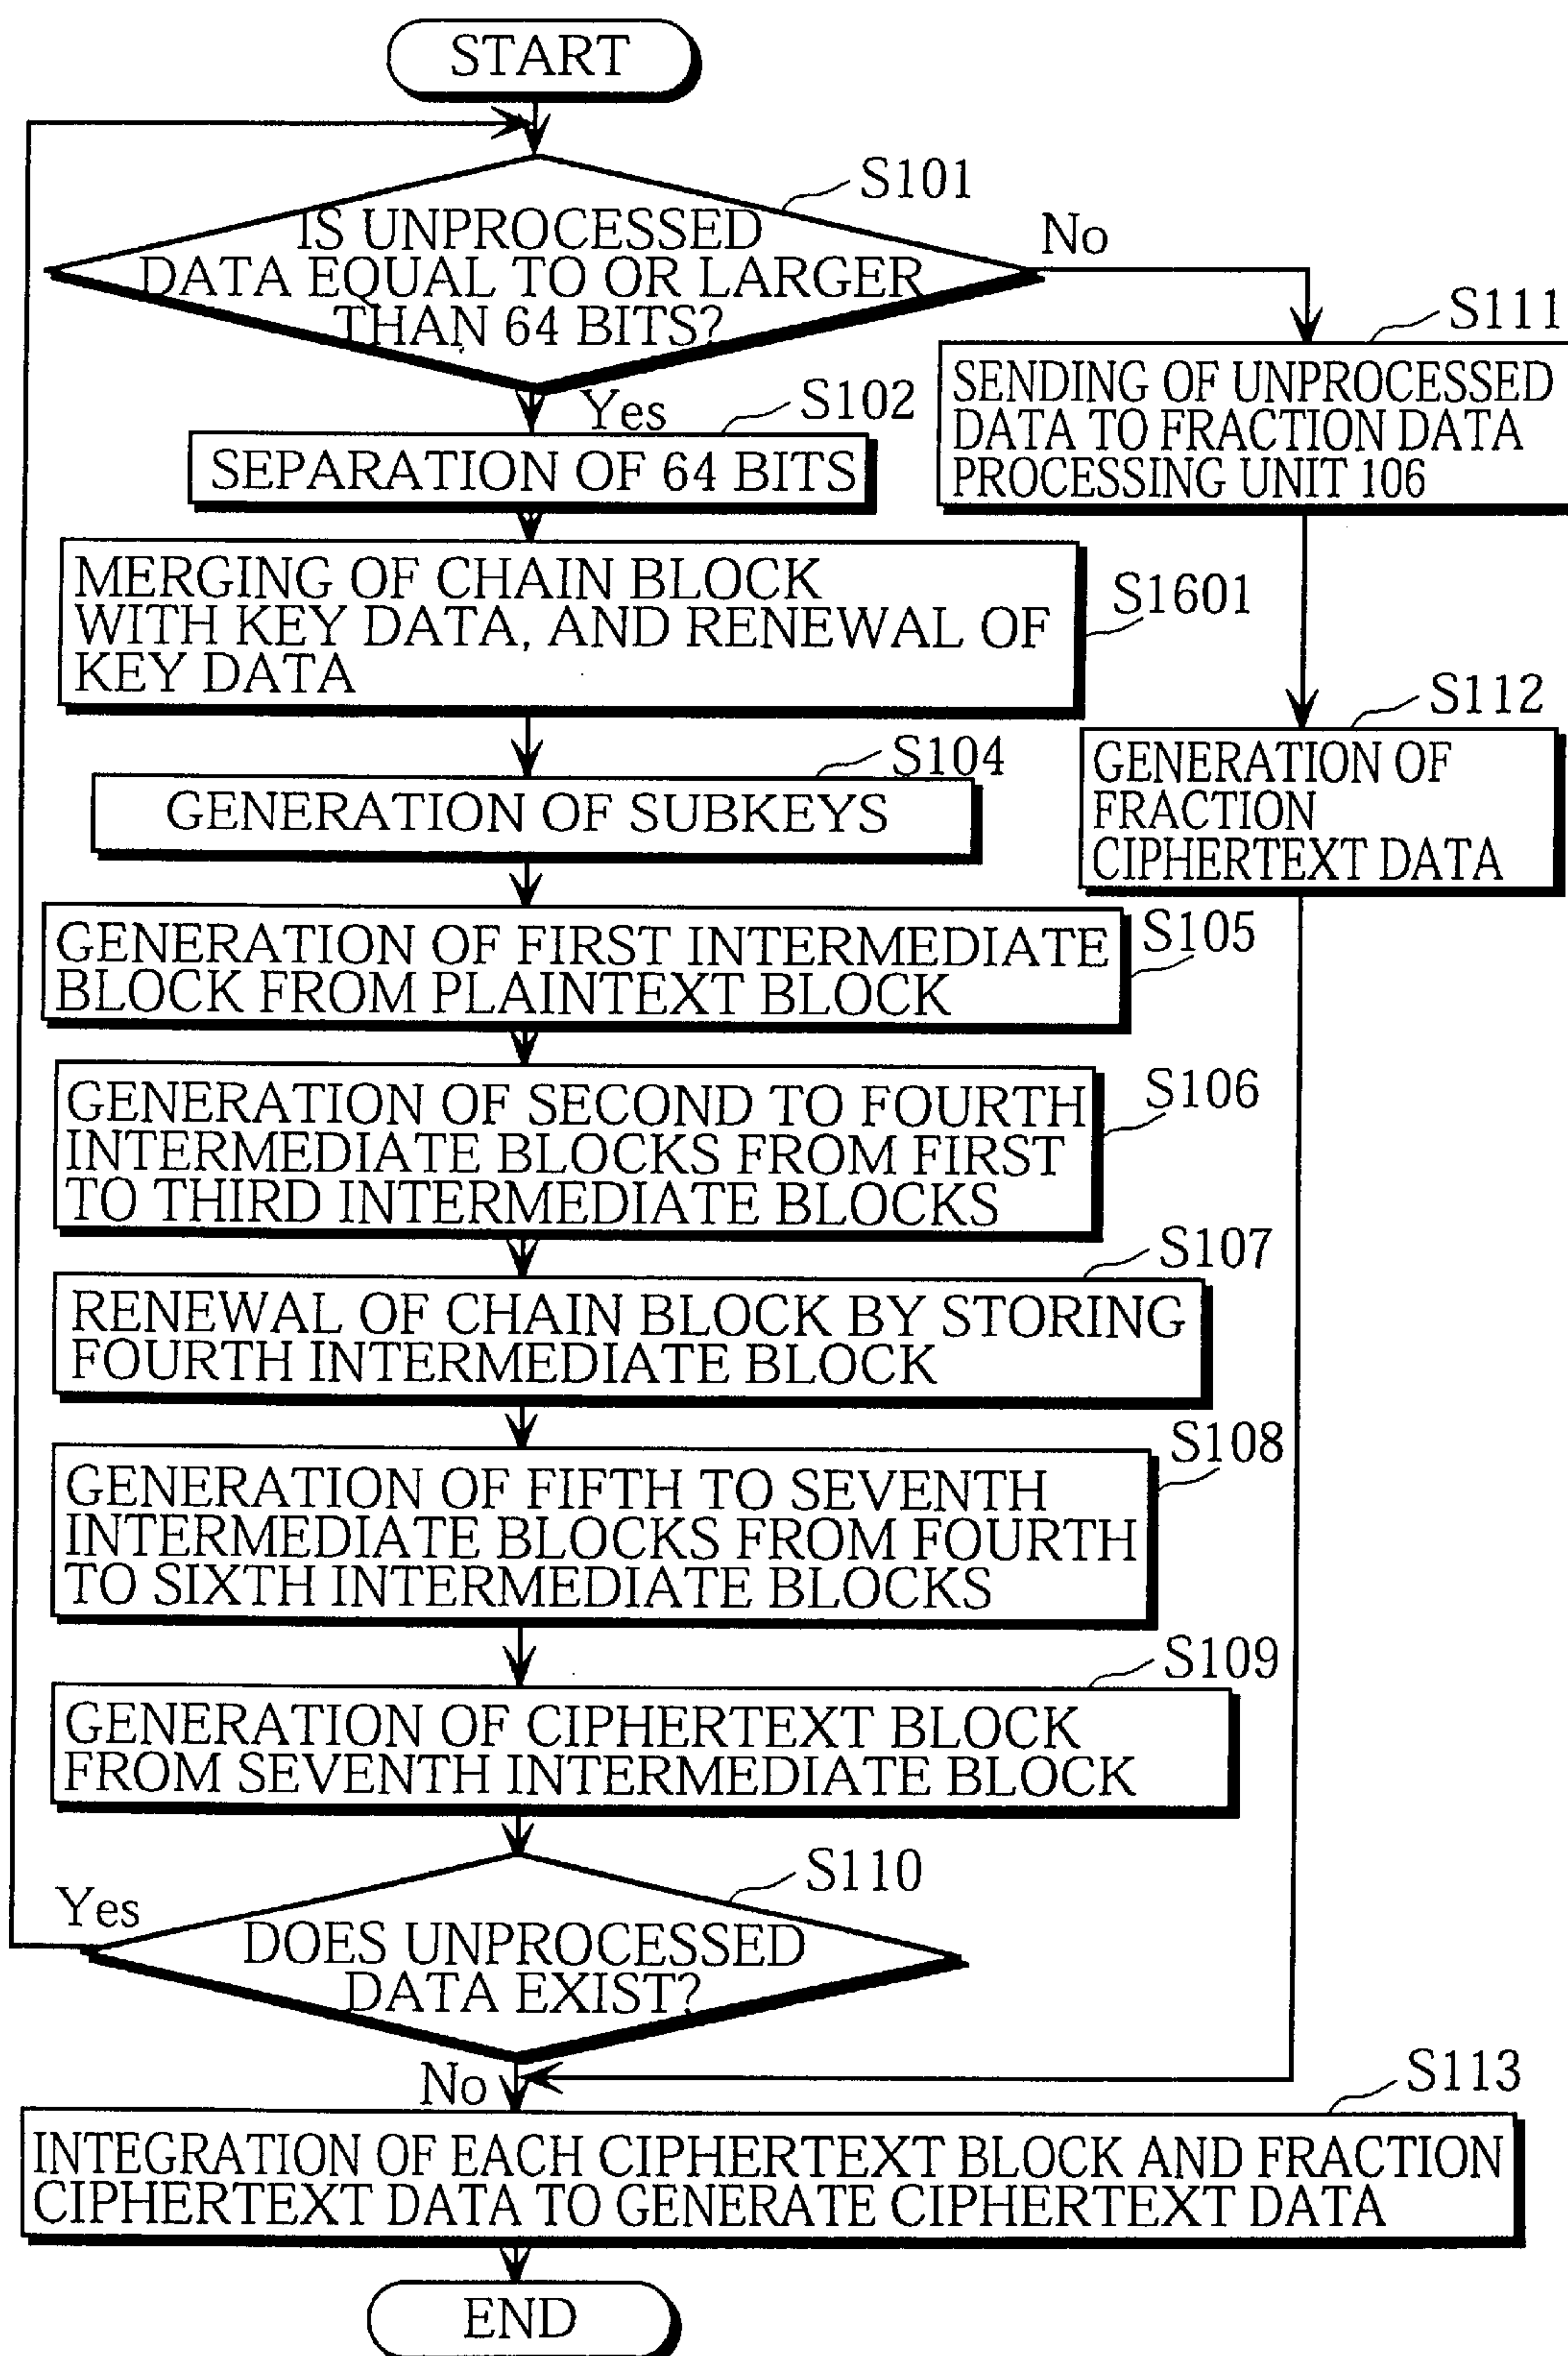 START
S101
IS UNPROCESSED
DATA EQUAL TO OR LARGER
THAN 64 BITS?
No
Yes
S111
SENDING OF UNPROCESSED
DATA TO FRACTION DATA
PROCESSING UNIT 106
S102
SEPARATION OF 64 BITS
S1601
MERGING OF CHAIN BLOCK
WITH KEY DATA, AND RENEWAL OF
KEY DATA
S112
GENERATION OF
FRACTION
CIPHERTEXT DATA
S104
GENERATION OF SUBKEYS
S105
GENERATION OF FIRST INTERMEDIATE
BLOCK FROM PLAINTEXT BLOCK
S106
GENERATION OF SECOND TO FOURTH
INTERMEDIATE BLOCKS FROM FIRST
TO THIRD INTERMEDIATE BLOCKS
S107
RENEWAL OF CHAIN BLOCK BY STORING
FOURTH INTERMEDIATE BLOCK
S108
GENERATION OF FIFTH TO SEVENTH
INTERMEDIATE BLOCKS FROM FOURTH
TO SIXTH INTERMEDIATE BLOCKS
S109
GENERATION OF CIPHERTEXT BLOCK
FROM SEVENTH INTERMEDIATE BLOCK
S110
Yes
DOES UNPROCESSED
DATA EXIST?
No
S113
INTEGRATION OF EACH CIPHERTEXT BLOCK AND FRACTION
CIPHERTEXT DATA TO GENERATE CIPHERTEXT DATA
END